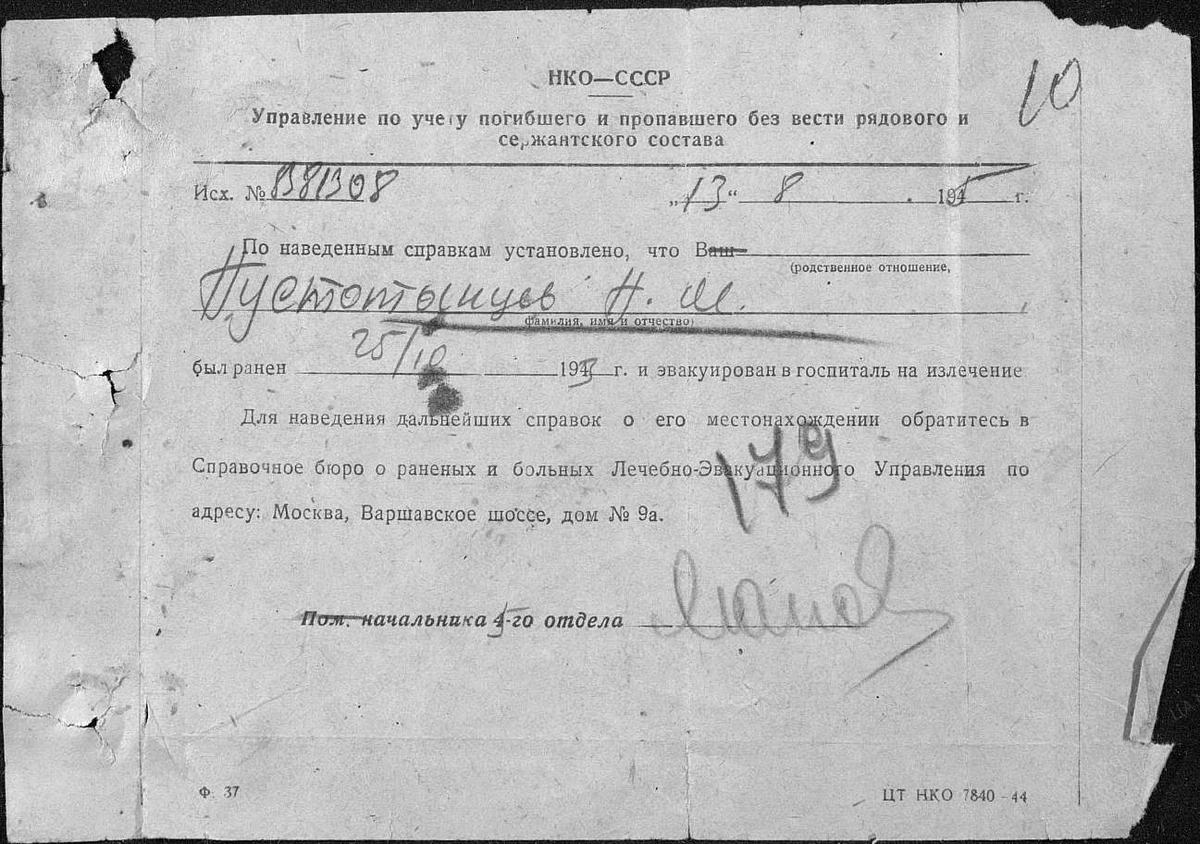 10
НКО—СССР
Управление по учету погибшего и пропавшего без вести рядового и
сержантского состава
Исх. № 1381308 „13“ 8 1945 г.
По наведенным справкам установлено, что Ваш
(родственное отношение,
Пустотынцев Н. М.
фамилия, имя и отчество)
был ранен 25/10 1943 г. и эвакуирован в госпиталь на излечение
Для наведения дальнейших справок о его местонахождении обратитесь в
Справочное бюро о раненых и больных Лечебно-Эвакуационного Управления по
адресу: Москва, Варшавское шоссе, дом № 9а.
179
Пом. начальника 5-го отдела
Ф. 37 ЦТ НКО 7840-44